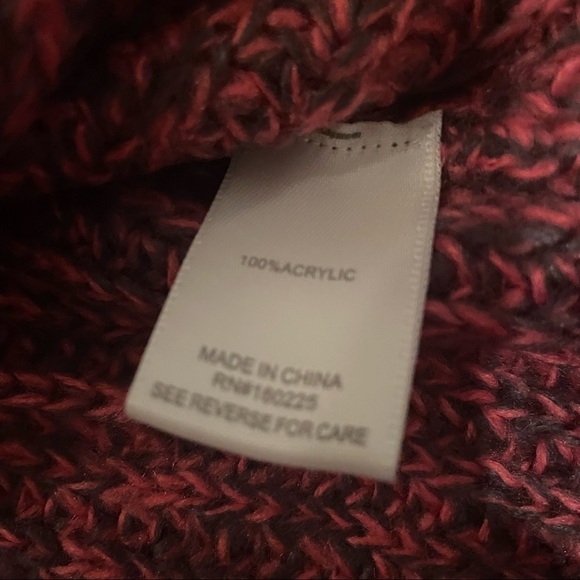 100%ACRYLIC
MADE IN CHINA
RN#160225
SEE REVERSE FOR CARE